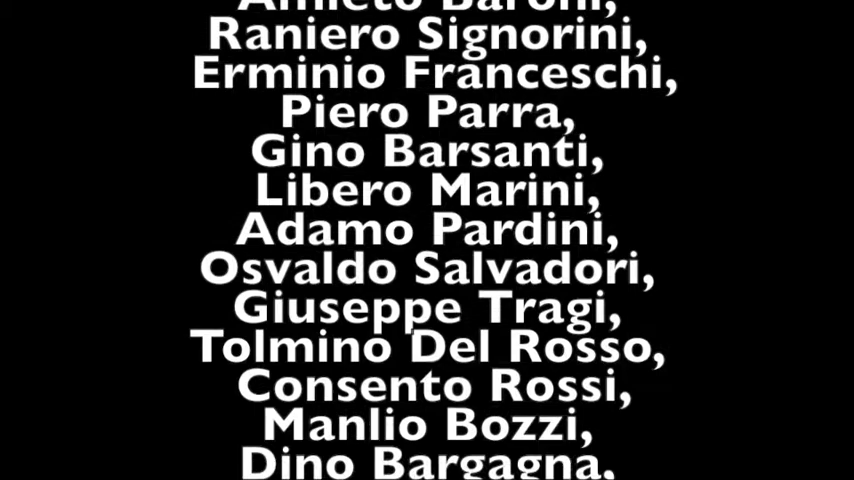 Amleto Baroni,
Raniero Signorini,
Erminio Franceschi,
Piero Parra,
Gino Barsanti,
Libero Marini,
Adamo Pardini,
Osvaldo Salvadori,
Giuseppe Tragi,
Tolmino Del Rosso,
Consento Rossi,
Manlio Bozzi,
Dino Bargagna,